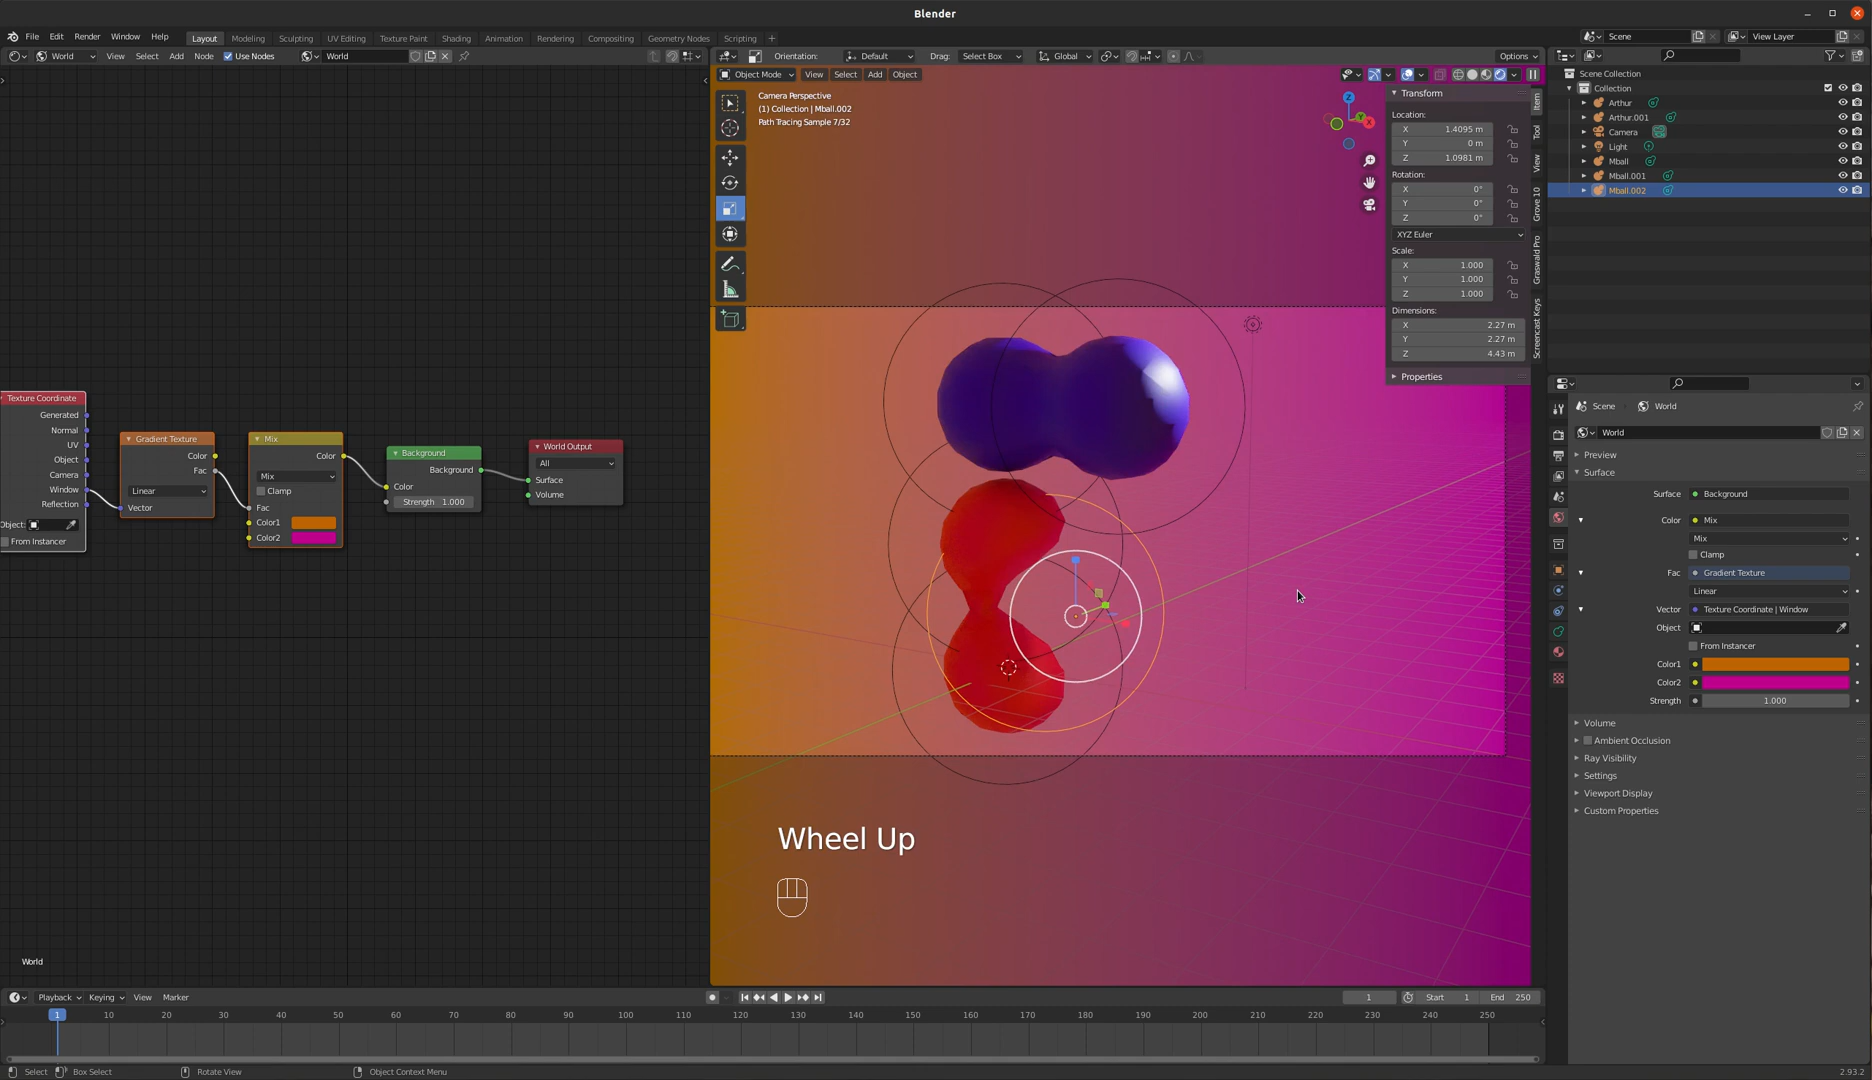 Blender
File Edit Render Window Help
Layout Modeling Sculpting UV Editing Texture Paint Shading Animation Rendering Compositing Geometry Nodes Scripting +
Scene
View Layer
World View Select Add Node Use Nodes World
Orientation: Default Drag: Select Box Global Options
Object Mode View Select Add Object
Camera Perspective
(1) Collection | Mball.002
Path Tracing Sample 7/32
Z
Y
X
Transform
Location:
X 1.4095 m
Y 0 m
Z 1.0981 m
Rotation:
X 0°
Y 0°
Z 0°
XYZ Euler
Scale:
X 1.000
Y 1.000
Z 1.000
Dimensions:
X 2.27 m
Y 2.27 m
Z 4.43 m
Properties
Item
Tool
View
Grove 10
Graswald Pro
Screencast Keys
Scene Collection
Collection
Arthur
Arthur.001
Camera
Light
Mball
Mball.001
Mball.002
Texture Coordinate
Generated
Normal
UV
Object
Camera
Window
Reflection
Object:
From Instancer
Gradient Texture
Color
Fac
Linear
Vector
Mix
Color
Mix
Clamp
Fac
Color1
Color2
Background
Background
Color
Strength 1.000
World Output
All
Surface
Volume
World
Wheel Up
Scene World
World
Preview
Surface
Surface Background
Color Mix
Mix
Clamp
Fac Gradient Texture
Linear
Vector Texture Coordinate | Window
Object
From Instancer
Color1
Color2
Strength 1.000
Volume
Ambient Occlusion
Ray Visibility
Settings
Viewport Display
Custom Properties
Playback Keying View Marker
1 Start 1 End 250
1 10 20 30 40 50 60 70 80 90 100 110 120 130 140 150 160 170 180 190 200 210 220 230 240 250
Select Box Select Rotate View Object Context Menu 2.93.2